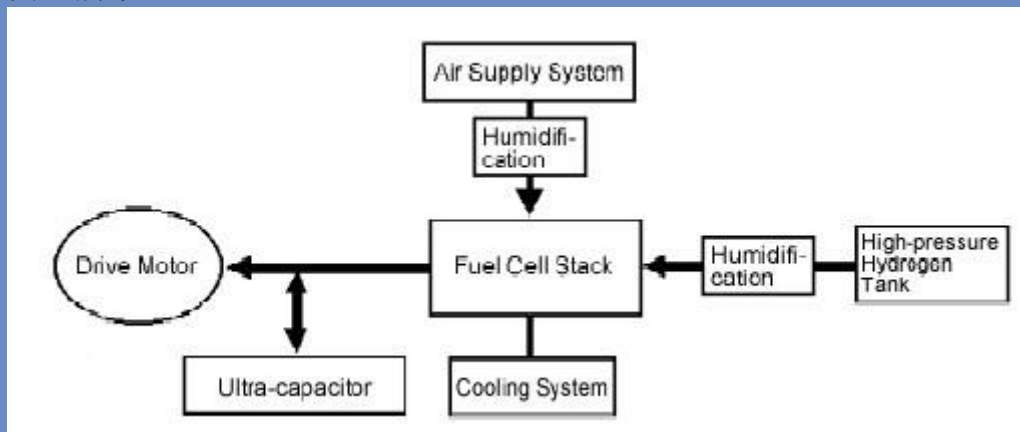 Air Supply System
Humidifi-
cation
Drive Motor
Fuel Cell Stack
Humidifi-
cation
High-pressure
Hydrogen
Tank
Ultra-capacitor
Cooling System